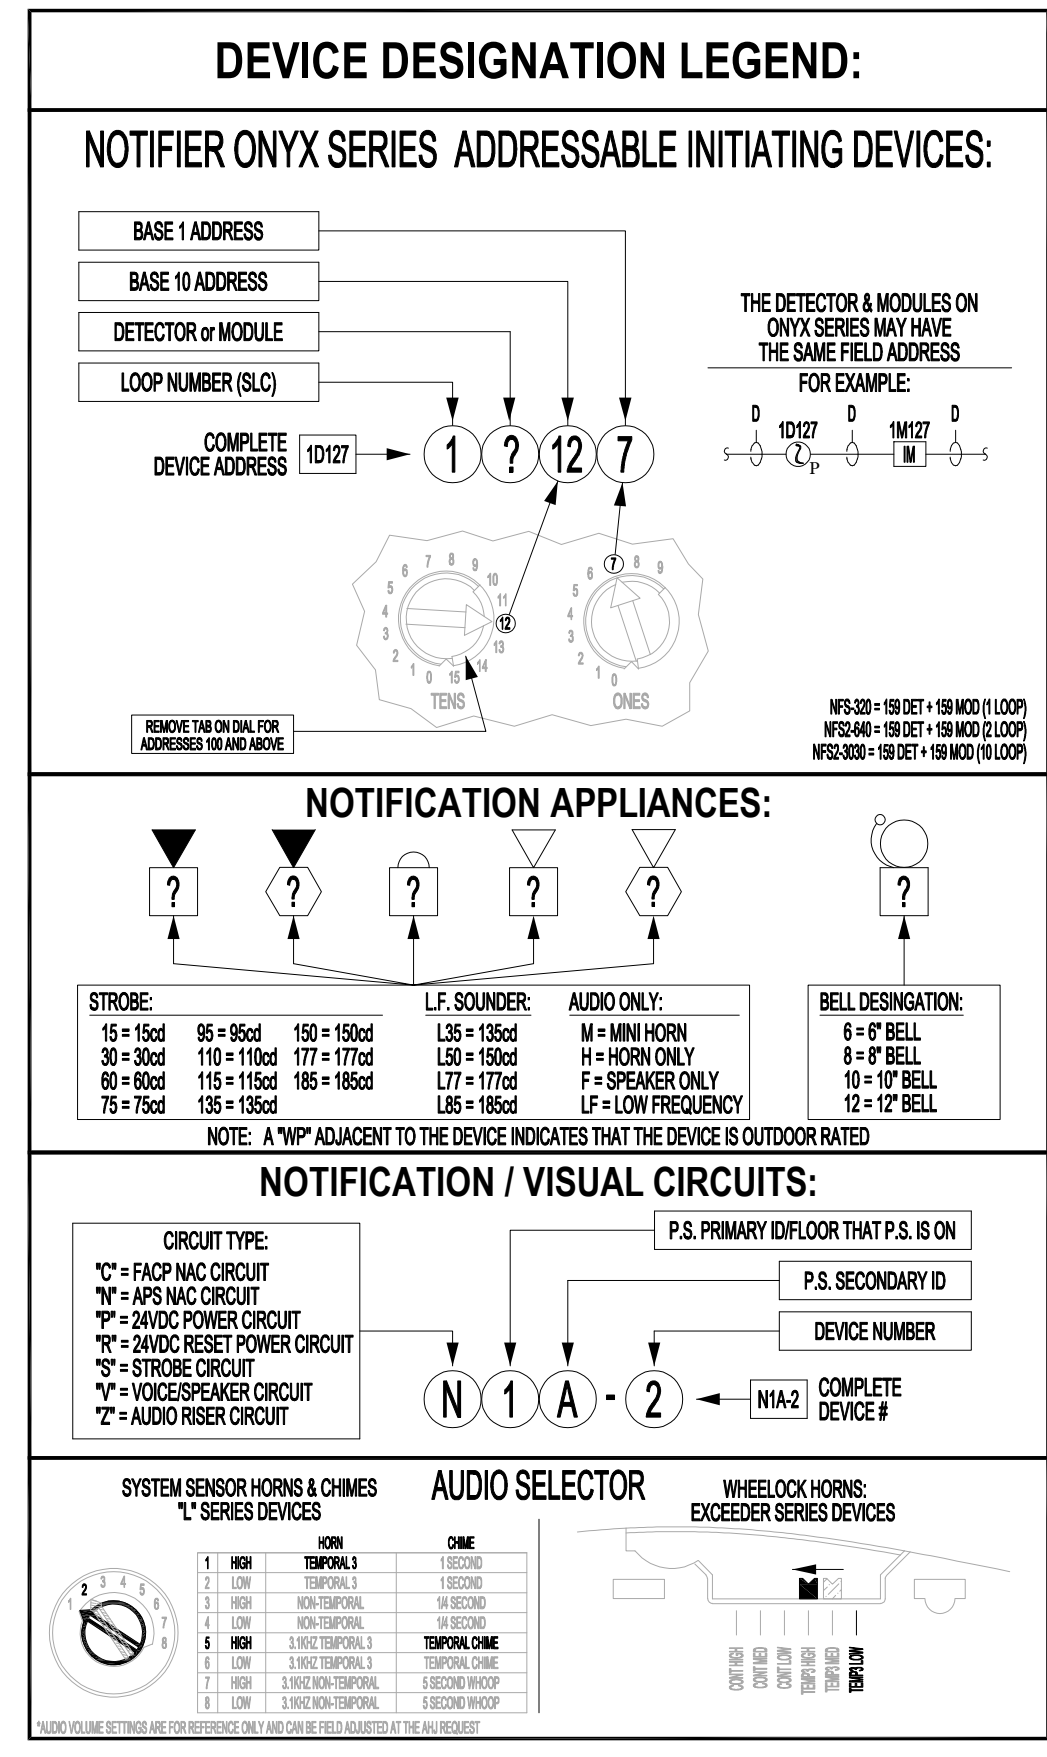 DEVICE DESIGNATION LEGEND:
NOTIFIER ONYX SERIES ADDRESSABLE INITIATING DEVICES:
BASE 1 ADDRESS
BASE 10 ADDRESS
DETECTOR or MODULE
LOOP NUMBER (SLC)
COMPLETE
DEVICE ADDRESS
1D127
1 ? 12 7
THE DETECTOR & MODULES ON
ONYX SERIES MAY HAVE
THE SAME FIELD ADDRESS
FOR EXAMPLE:
D D D
1D127 1M127
P IM
0 1 2 3 4 5 6 7 8 9 10 11 12 13 14 15
TENS
0 1 2 3 4 5 6 7 8 9
ONES
REMOVE TAB ON DIAL FOR
ADDRESSES 100 AND ABOVE
NFS-320 = 159 DET + 159 MOD (1 LOOP)
NFS2-640 = 159 DET + 159 MOD (2 LOOP)
NFS2-3030 = 159 DET + 159 MOD (10 LOOP)
NOTIFICATION APPLIANCES:
? ? ? ? ? ?
STROBE:
15 = 15cd 95 = 95cd 150 = 150cd
30 = 30cd 110 = 110cd 177 = 177cd
60 = 60cd 115 = 115cd 185 = 185cd
75 = 75cd 135 = 135cd
L.F. SOUNDER:
L35 = 135cd
L50 = 150cd
L77 = 177cd
L85 = 185cd
AUDIO ONLY:
M = MINI HORN
H = HORN ONLY
F = SPEAKER ONLY
LF = LOW FREQUENCY
BELL DESINGATION:
6 = 6" BELL
8 = 8" BELL
10 = 10" BELL
12 = 12" BELL
NOTE: A "WP" ADJACENT TO THE DEVICE INDICATES THAT THE DEVICE IS OUTDOOR RATED
NOTIFICATION / VISUAL CIRCUITS:
CIRCUIT TYPE:
"C" = FACP NAC CIRCUIT
"N" = APS NAC CIRCUIT
"P" = 24VDC POWER CIRCUIT
"R" = 24VDC RESET POWER CIRCUIT
"S" = STROBE CIRCUIT
"V" = VOICE/SPEAKER CIRCUIT
"Z" = AUDIO RISER CIRCUIT
P.S. PRIMARY ID/FLOOR THAT P.S. IS ON
P.S. SECONDARY ID
DEVICE NUMBER
N 1 A - 2
N1A-2
COMPLETE
DEVICE #
AUDIO SELECTOR
SYSTEM SENSOR HORNS & CHIMES
"L" SERIES DEVICES
1 2 3 4 5 6 7 8
HORN CHIME
1 HIGH TEMPORAL 3 1 SECOND
2 LOW TEMPORAL 3 1 SECOND
3 HIGH NON-TEMPORAL 1/4 SECOND
4 LOW NON-TEMPORAL 1/4 SECOND
5 HIGH 3.1KHZ TEMPORAL 3 TEMPORAL CHIME
6 LOW 3.1KHZ TEMPORAL 3 TEMPORAL CHIME
7 HIGH 3.1KHZ NON-TEMPORAL 5 SECOND WHOOP
8 LOW 3.1KHZ NON-TEMPORAL 5 SECOND WHOOP
*AUDIO VOLUME SETTINGS ARE FOR REFERENCE ONLY AND CAN BE FIELD ADJUSTED AT THE AHJ REQUEST
WHEELOCK HORNS:
EXCEEDER SERIES DEVICES
CONT HIGH
CONT MED
CONT LOW
TEMP3 HIGH
TEMP3 MED
TEMP3 LOW